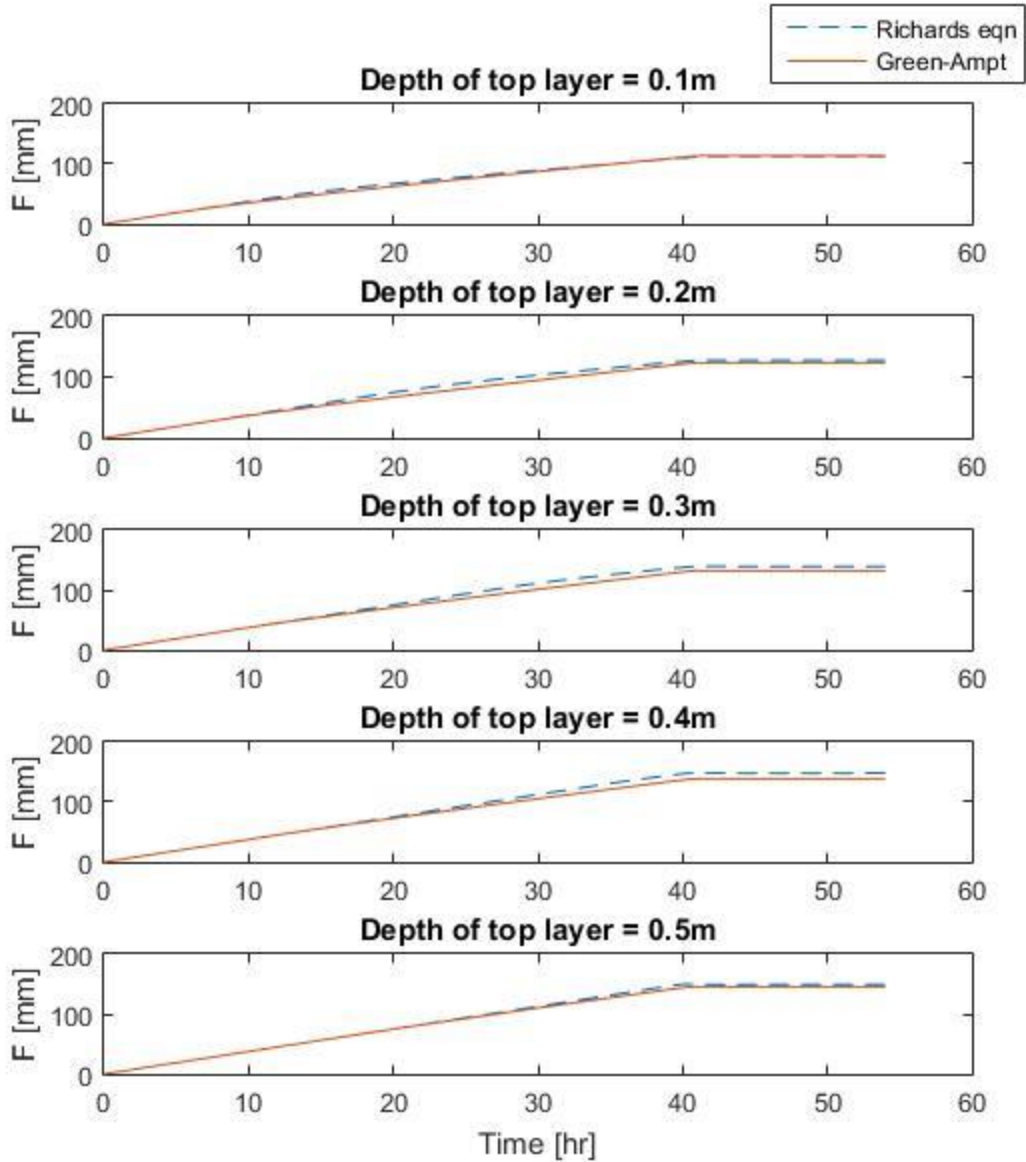 Richards eqn
Green-Ampt
Depth of top layer = 0.1m
200
100
0
F [mm]
0 10 20 30 40 50 60
Depth of top layer = 0.2m
200
100
0
F [mm]
0 10 20 30 40 50 60
Depth of top layer = 0.3m
200
100
0
F [mm]
0 10 20 30 40 50 60
Depth of top layer = 0.4m
200
100
0
F [mm]
0 10 20 30 40 50 60
Depth of top layer = 0.5m
200
100
0
F [mm]
0 10 20 30 40 50 60
Time [hr]